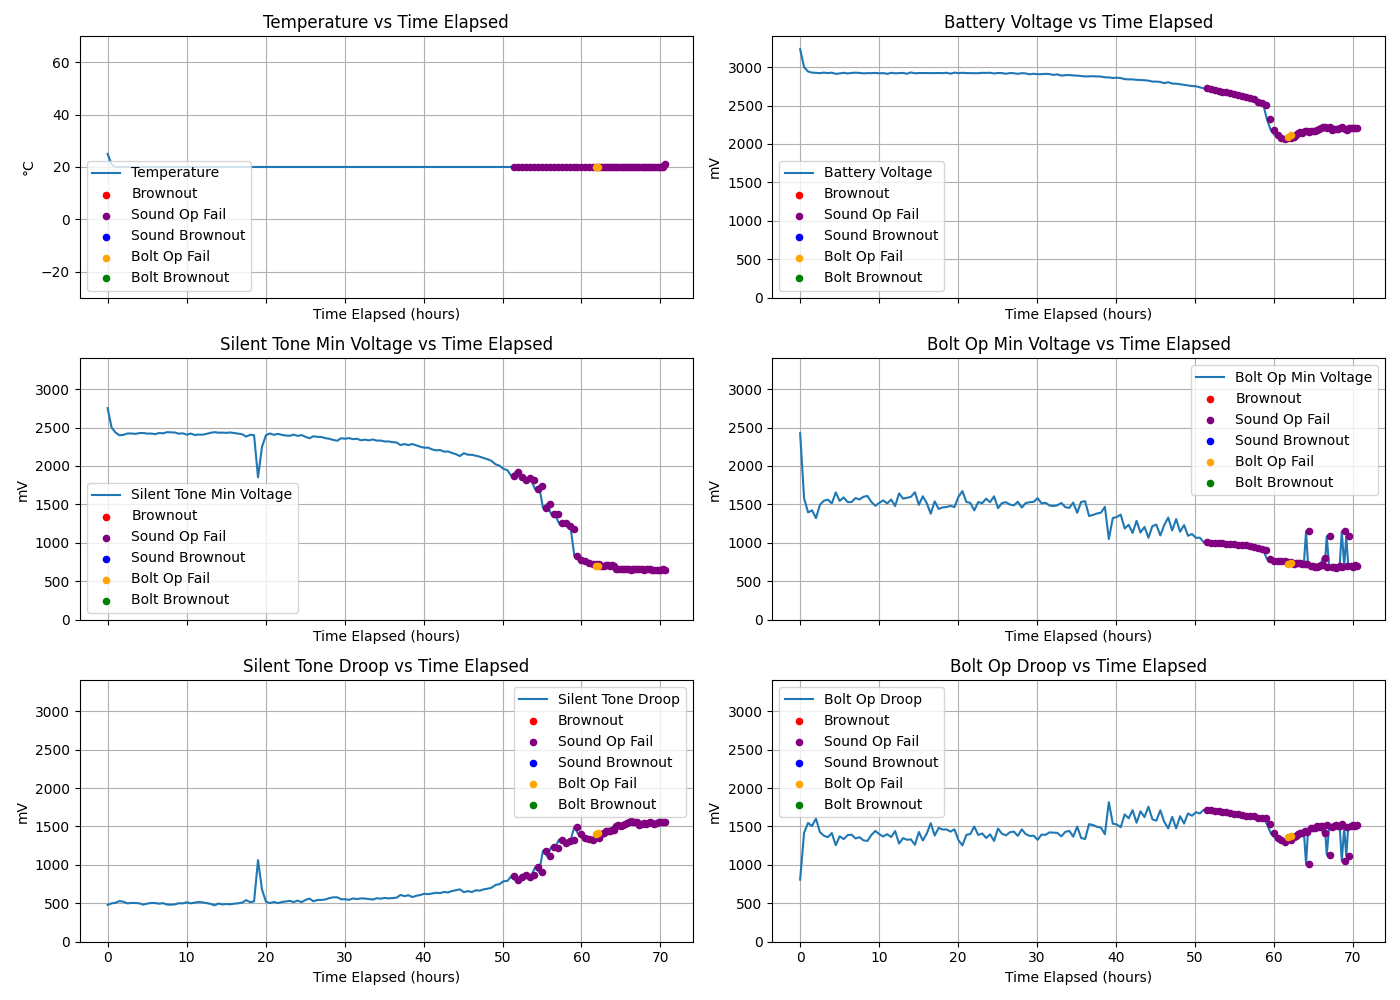 Temperature vs Time Elapsed
60
40
20
0
−20
°C
Temperature
Brownout
Sound Op Fail
Sound Brownout
Bolt Op Fail
Bolt Brownout
Time Elapsed (hours)
Battery Voltage vs Time Elapsed
3000
2500
2000
1500
1000
500
0
mV
Battery Voltage
Brownout
Sound Op Fail
Sound Brownout
Bolt Op Fail
Bolt Brownout
Time Elapsed (hours)
Silent Tone Min Voltage vs Time Elapsed
3000
2500
2000
1500
1000
500
0
mV
Silent Tone Min Voltage
Brownout
Sound Op Fail
Sound Brownout
Bolt Op Fail
Bolt Brownout
Time Elapsed (hours)
Bolt Op Min Voltage vs Time Elapsed
3000
2500
2000
1500
1000
500
0
mV
Bolt Op Min Voltage
Brownout
Sound Op Fail
Sound Brownout
Bolt Op Fail
Bolt Brownout
Time Elapsed (hours)
Silent Tone Droop vs Time Elapsed
3000
2500
2000
1500
1000
500
0
mV
Silent Tone Droop
Brownout
Sound Op Fail
Sound Brownout
Bolt Op Fail
Bolt Brownout
0 10 20 30 40 50 60 70
Time Elapsed (hours)
Bolt Op Droop vs Time Elapsed
3000
2500
2000
1500
1000
500
0
mV
Bolt Op Droop
Brownout
Sound Op Fail
Sound Brownout
Bolt Op Fail
Bolt Brownout
0 10 20 30 40 50 60 70
Time Elapsed (hours)